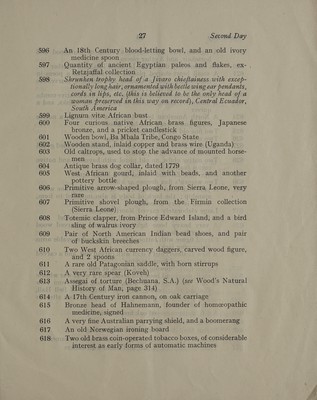 27 Second Day
596 An 18th Century blood-letting bowl, and an old ivory
medicine spoon
597 Quantity of ancient Egyptian paleos and flakes, ex-
Retajaffal collection
598 Shrunken trophy head of a Jivaro chieftainess with excep-
tionally long hair, ornamented with beetle wing ear pendants,
cords in lips, etc. (this is believed to be the only head of a
woman preserved in this way on record), Central Ecuador,
South America
599 Lignum vitæ African bust
600 Four curious native African brass figures, Japanese
bronze, and a pricket candlestick
601 Wooden bowl, Ba Mbala Tribe, Congo State
602 Wooden stand, inlaid copper and brass wire (Uganda)
603 Old caltrops, used to stop the advance of mounted horse-
men
604 Antique brass dog collar, dated 1770
605 West African gourd, inlaid with beads, and another
pottery bottle
606 Primitive arrow-shaped plough, from Sierra Leone, very
rare
607 Primitive shovel plough, from the Firmin collection
(Sierra Leone)
608 Totemic clapper, from Prince Edward Island, and a bird
sling of walrus ivory
609 Pair of North American Indian bead shoes, and pair
of buckskin breeches
610 Two West African currency daggers, carved wood figure,
and 2 spoons
611 A rare old Patagonian saddle, with born stirrups
612 A very rare spear (Koveh)
613 Assegai of torture (Bechuana, S.A.) (see Wood's Natural
History of Man, page 314)
614 A 17th Century iron cannon, on oak carriage
615 Bronze head of Hahnemann, founder of homœopathic
medicine, signed
616 A very fine Australian parrying shield, and a boomerang
617 An old Norwegian ironing board
618 Two old brass coin-operated tobacco boxes, of considerable
interest as early forms of automatic machines